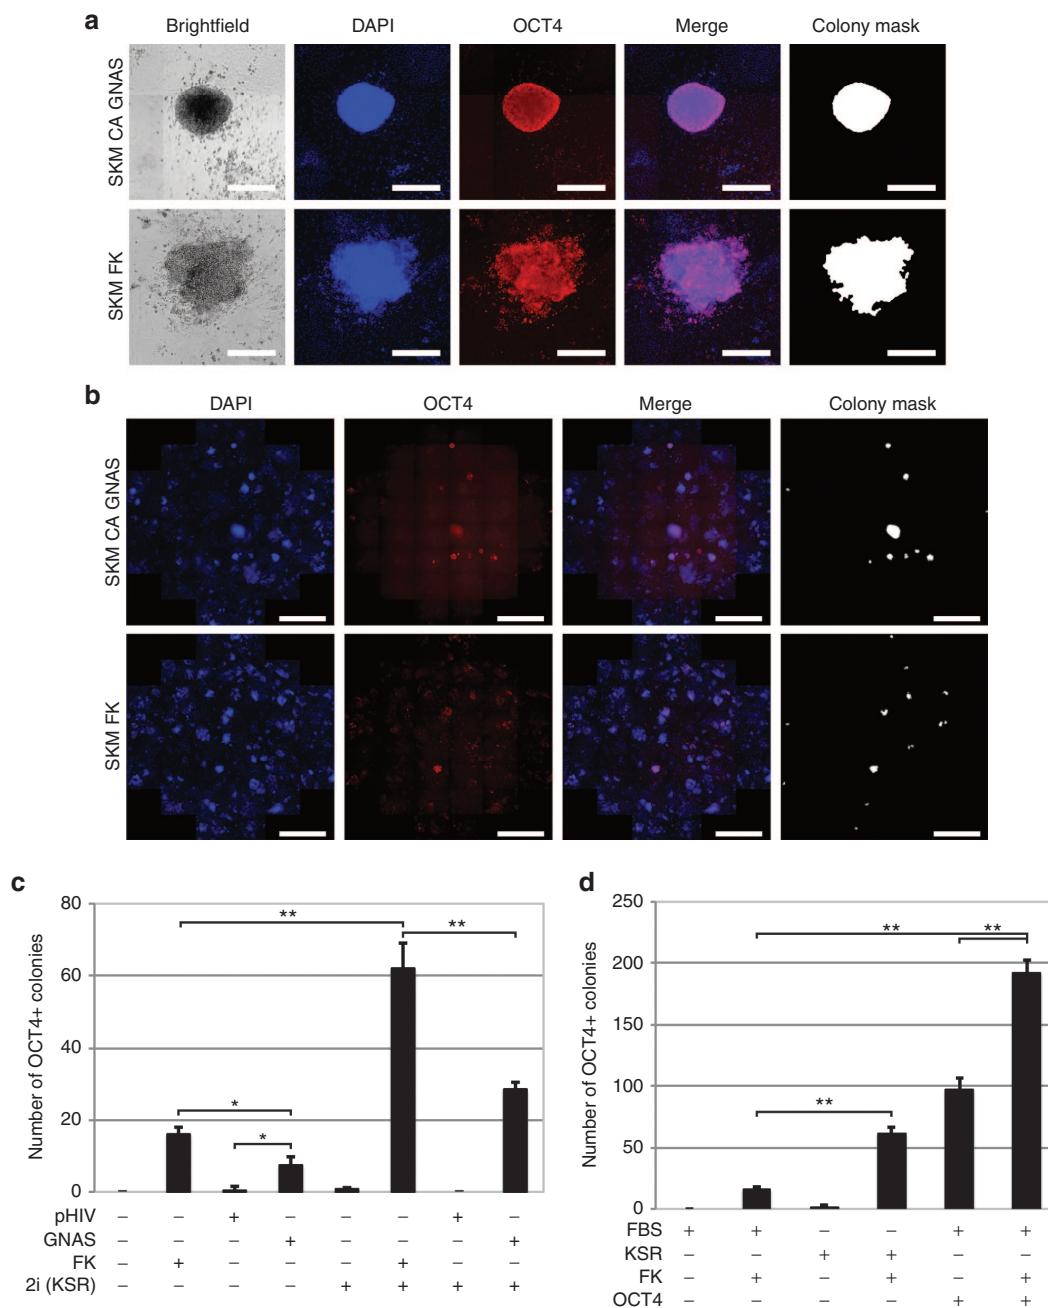 a
Brightfield DAPI OCT4 Merge Colony mask
SKM CA GNAS
SKM FK
b
DAPI OCT4 Merge Colony mask
SKM CA GNAS
SKM FK
c
Number of OCT4+ colonies
80
60
40
20
0
** **
*
*
pHIV – – + – – – + –
GNAS – – – + – – – +
FK – + – – – + – –
2i (KSR) – – – – + + + +
d
Number of OCT4+ colonies
250
200
150
100
50
0
** **
**
FBS + + – – + +
KSR – – + + – –
FK – + – + – +
OCT4 – – – – + +